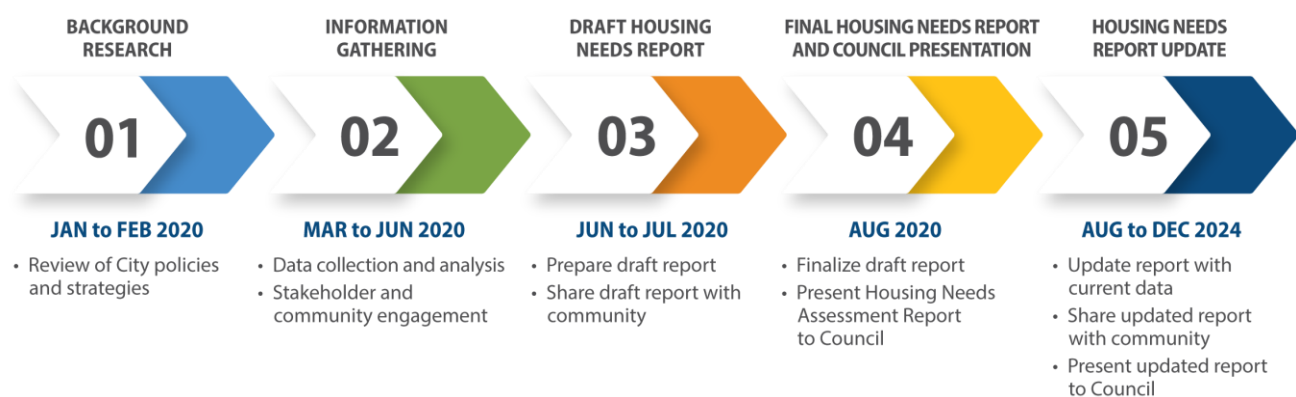 BACKGROUND
RESEARCH
01
JAN to FEB 2020
• Review of City policies
and strategies
INFORMATION
GATHERING
02
MAR to JUN 2020
• Data collection and analysis
• Stakeholder and
community engagement
DRAFT HOUSING
NEEDS REPORT
03
JUN to JUL 2020
• Prepare draft report
• Share draft report with
community
FINAL HOUSING NEEDS REPORT
AND COUNCIL PRESENTATION
04
AUG 2020
• Finalize draft report
• Present Housing Needs
Assessment Report
to Council
HOUSING NEEDS
REPORT UPDATE
05
AUG to DEC 2024
• Update report with
current data
• Share updated report
with community
• Present updated report
to Council